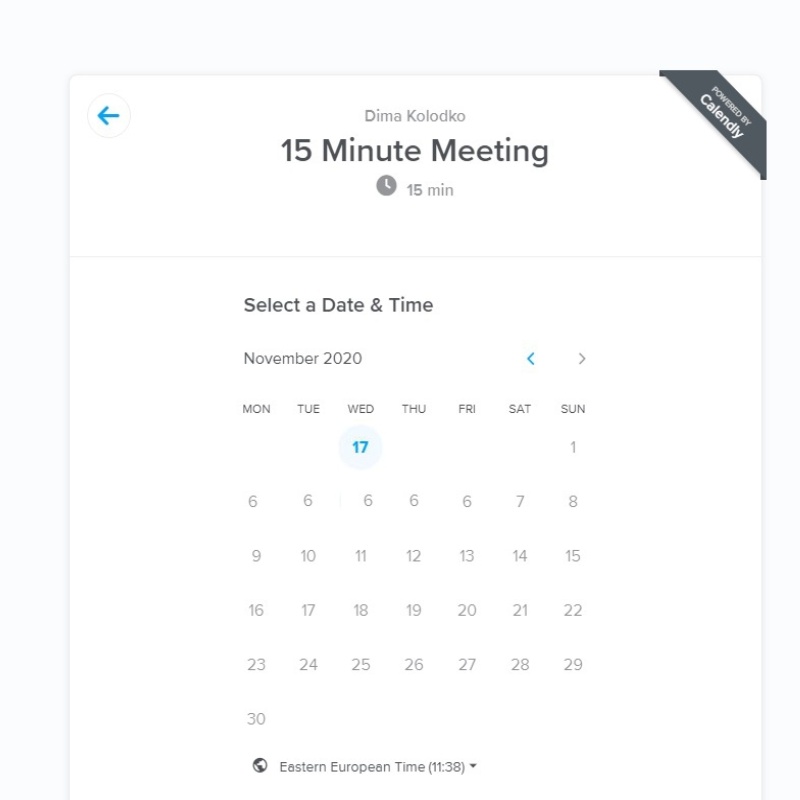 POWERED BY
Calendly
Dima Kolodko
15 Minute Meeting
15 min
Select a Date & Time
November 2020
MON TUE WED THU FRI SAT SUN
17 1
6 6 6 6 6 7 8
9 10 11 12 13 14 15
16 17 18 19 20 21 22
23 24 25 26 27 28 29
30
Eastern European Time (11:38)